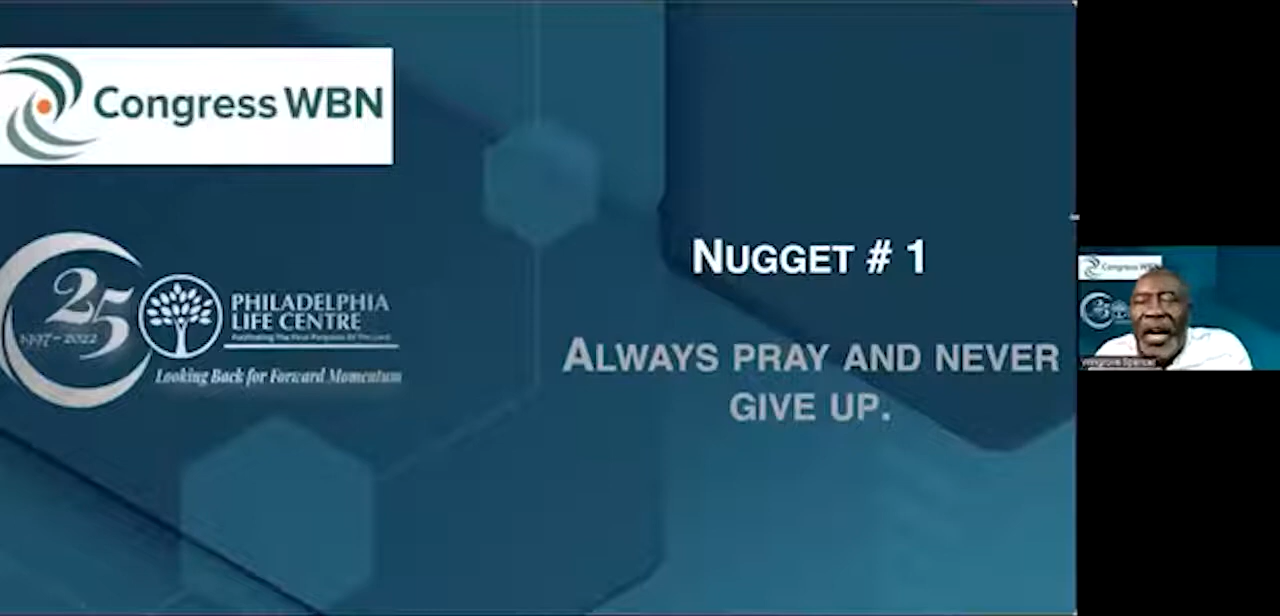 Congress WBN
25
1997 - 2022
PHILADELPHIA
LIFE CENTRE
Looking Back for Forward Momentum
NUGGET # 1
ALWAYS PRAY AND NEVER
GIVE UP.
Congress WBN